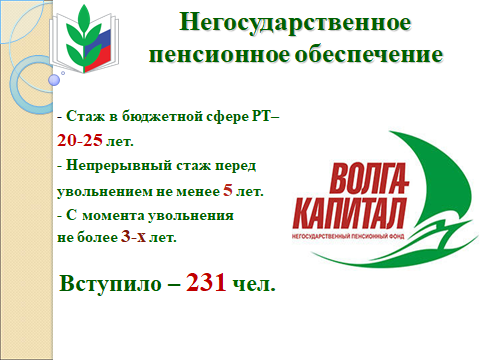 Негосударственное
пенсионное обеспечение
- Стаж в бюджетной сфере РТ–
20-25 лет.
- Непрерывный стаж перед
увольнением не менее 5 лет.
- С момента увольнения
не более 3-х лет.
Вступило – 231 чел.
ВОЛГА-
КАПИТАЛ
НЕГОСУДАРСТВЕННЫЙ ПЕНСИОННЫЙ ФОНД